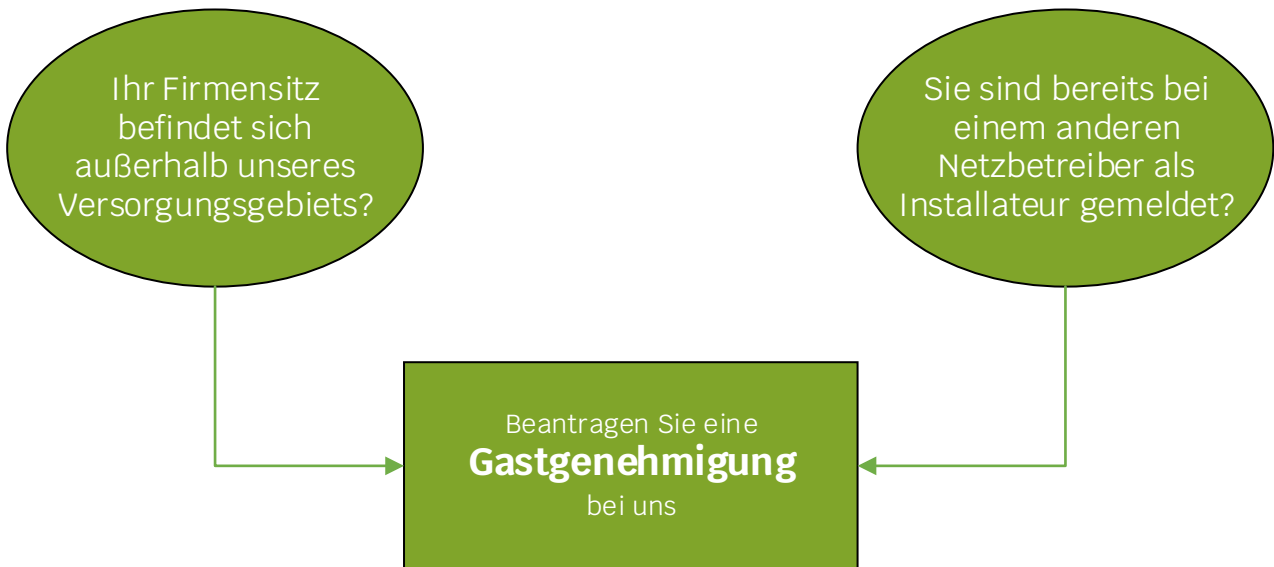 Ihr Firmensitz
befindet sich
außerhalb unseres
Versorgungsgebiets?
Sie sind bereits bei
einem anderen
Netzbetreiber als
Installateur gemeldet?
Beantragen Sie eine
Gastgenehmigung
bei uns